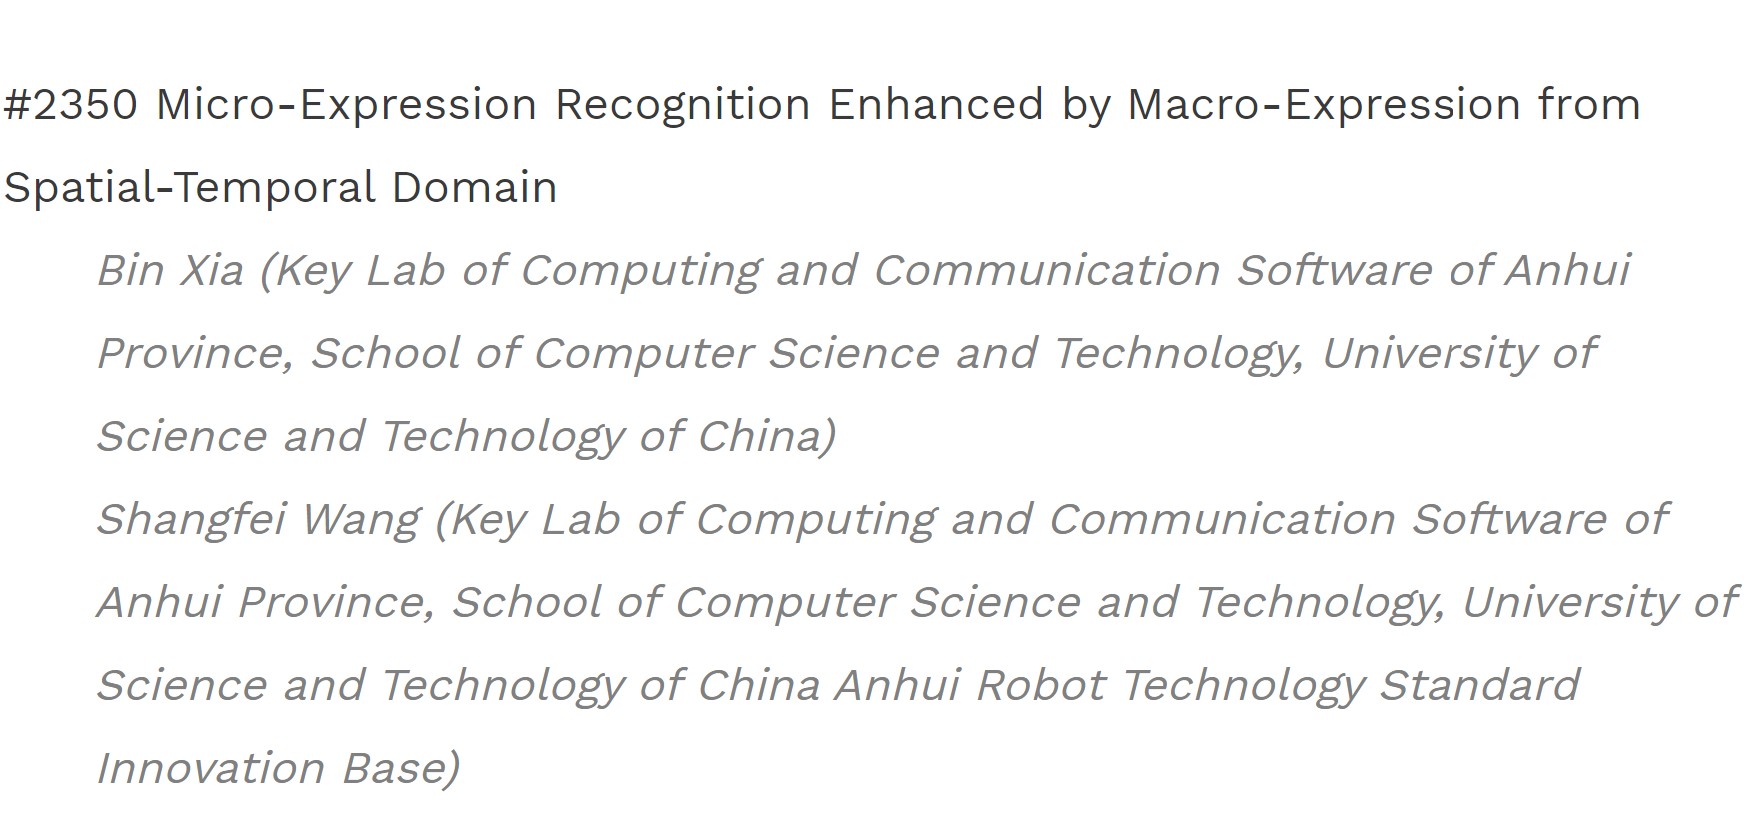 #2350 Micro-Expression Recognition Enhanced by Macro-Expression from
Spatial-Temporal Domain
Bin Xia (Key Lab of Computing and Communication Software of Anhui
Province, School of Computer Science and Technology, University of
Science and Technology of China)
Shangfei Wang (Key Lab of Computing and Communication Software of
Anhui Province, School of Computer Science and Technology, University of
Science and Technology of China Anhui Robot Technology Standard
Innovation Base)